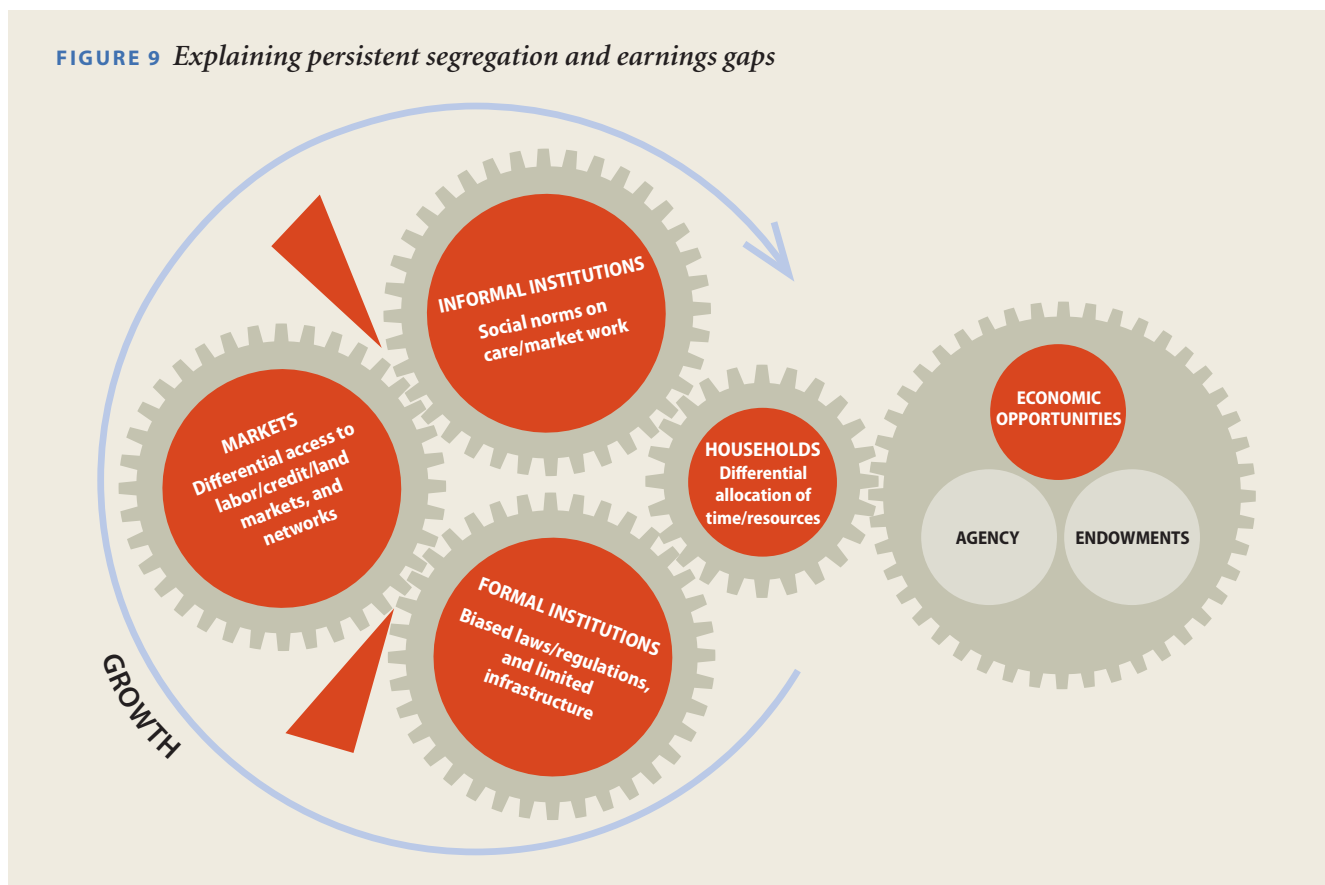 FIGURE 9 Explaining persistent segregation and earnings gaps
INFORMAL INSTITUTIONS
Social norms on
care/market work
MARKETS
Differential access to
labor/credit/land
markets, and
networks
FORMAL INSTITUTIONS
Biased laws/regulations,
and limited
infrastructure
HOUSEHOLDS
Differential
allocation of
time/resources
ECONOMIC
OPPORTUNITIES
AGENCY
ENDOWMENTS
GROWTH